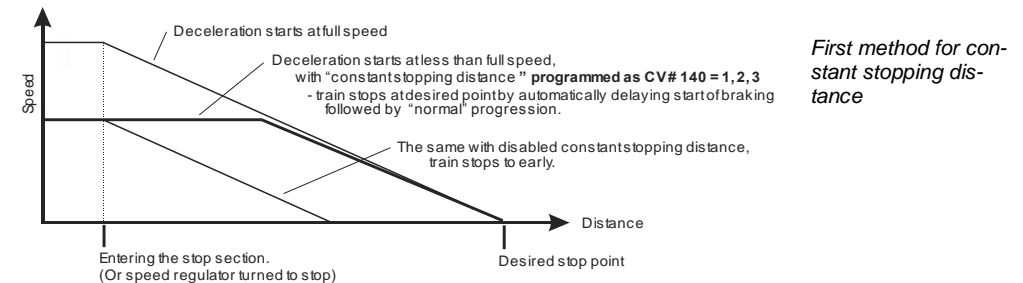 Deceleration starts at full speed
Deceleration starts at less than full speed,
with "constant stopping distance " programmed as CV# 140 = 1, 2, 3
- train stops at desired point by automatically delaying start of braking
followed by "normal" progression.
Speed
The same with disabled constant stopping distance,
train stops to early.
Distance
Entering the stop section.
(Or speed regulator turned to stop)
Desired stop point
First method for con-
stant stopping dis-
tance